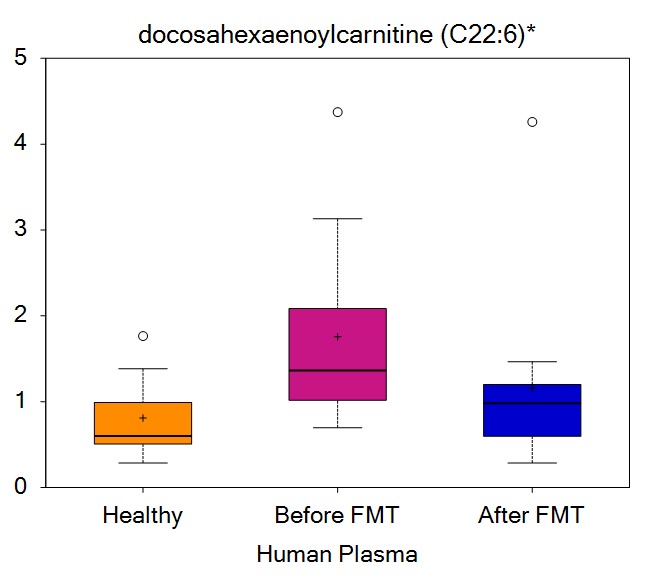 docosahexaenoylcarnitine (C22:6)*
5
4
3
2
1
0
Healthy Before FMT After FMT
Human Plasma